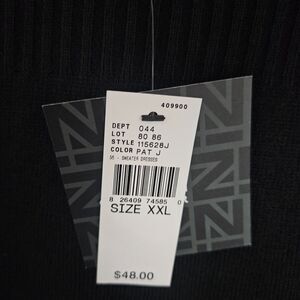 409900
DEPT 044
LOT 80 86
STYLE 115628J
COLOR PAT J
55 - SWEATER DRESSES
8 26409 74585 0
SIZE XXL
$48.00